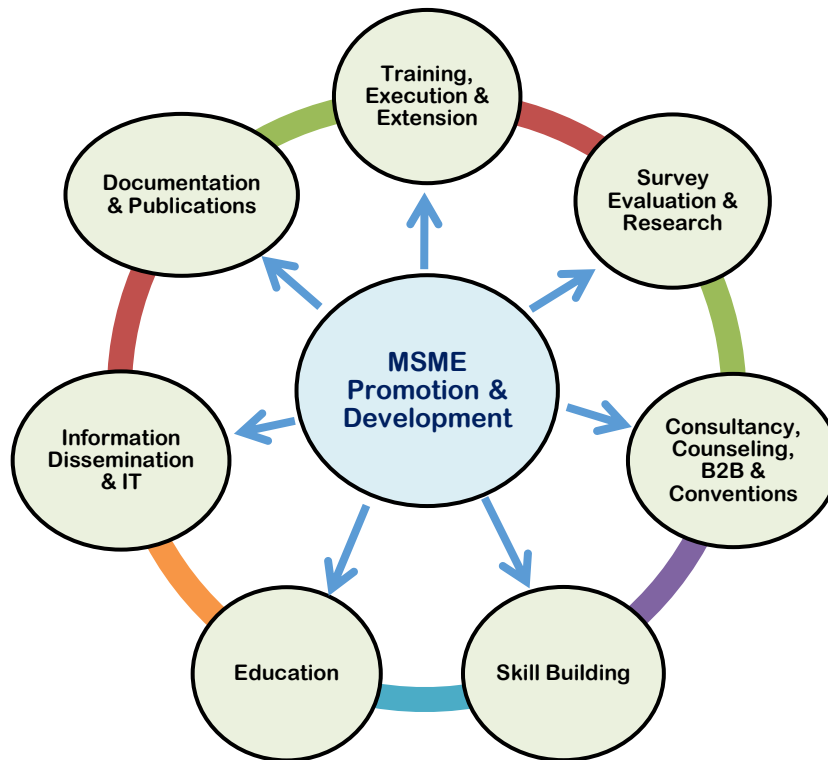 Training,
Execution &
Extension
Survey
Evaluation &
Research
Consultancy,
Counseling,
B2B &
Conventions
Skill Building
Education
Information
Dissemination
& IT
Documentation
& Publications
MSME
Promotion &
Development